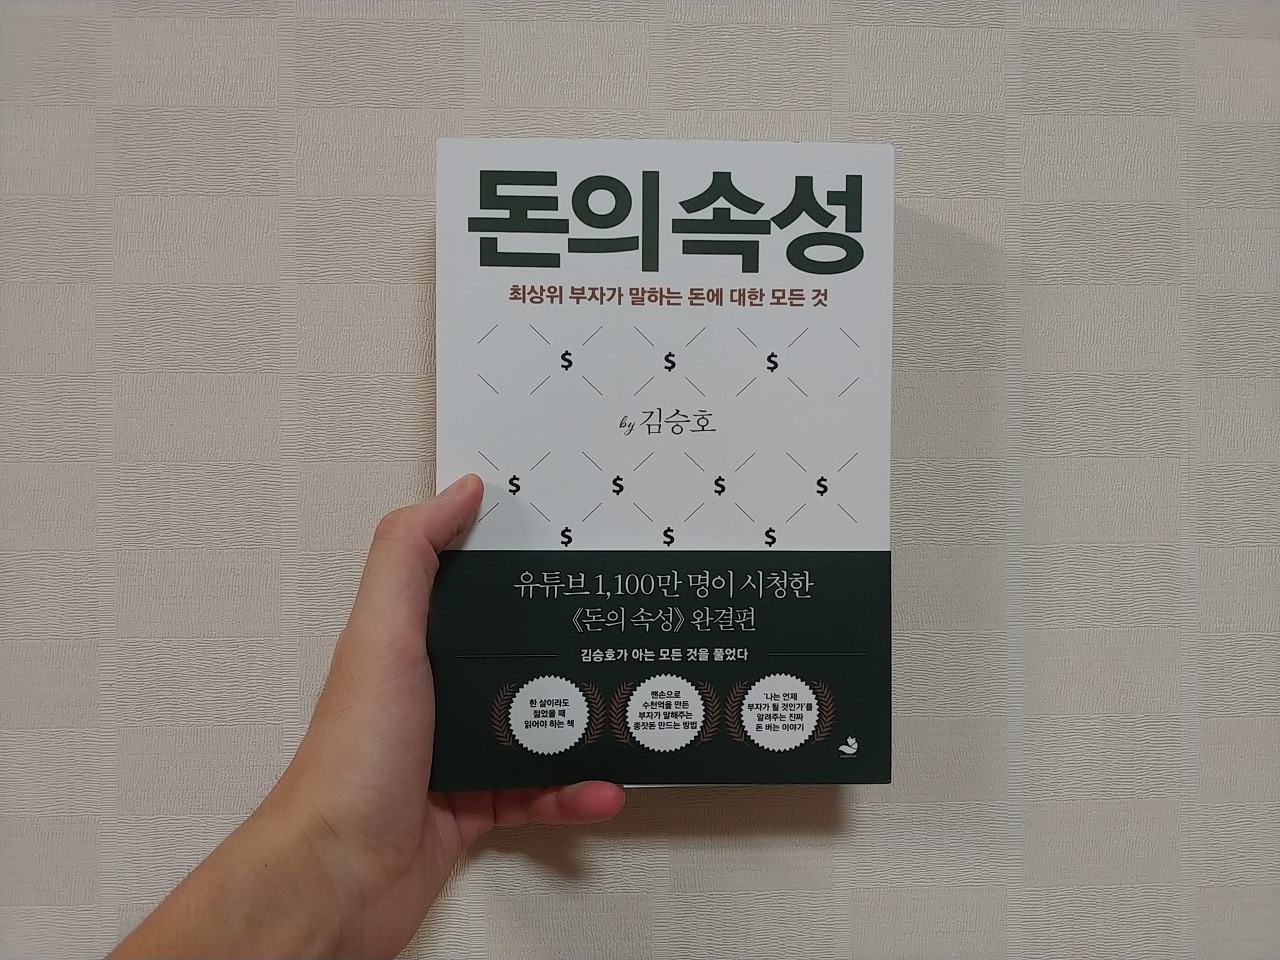 돈의 속성
최상위 부자가 말하는 돈에 대한 모든 것
$ $ $
by 김승호
$ $ $ $
$ $ $
유튜브 1,100만 명이 시청한
《돈의 속성》 완결편
김승호가 아는 모든 것을 풀었다
한 살이라도
젊었을 때
읽어야 하는 책
맨손으로
수천억을 만든
부자가 말해주는
종잣돈 만드는 방법
'나는 언제
부자가 될 것인가'를
알려주는 진짜
돈 버는 이야기
SNOWFOX